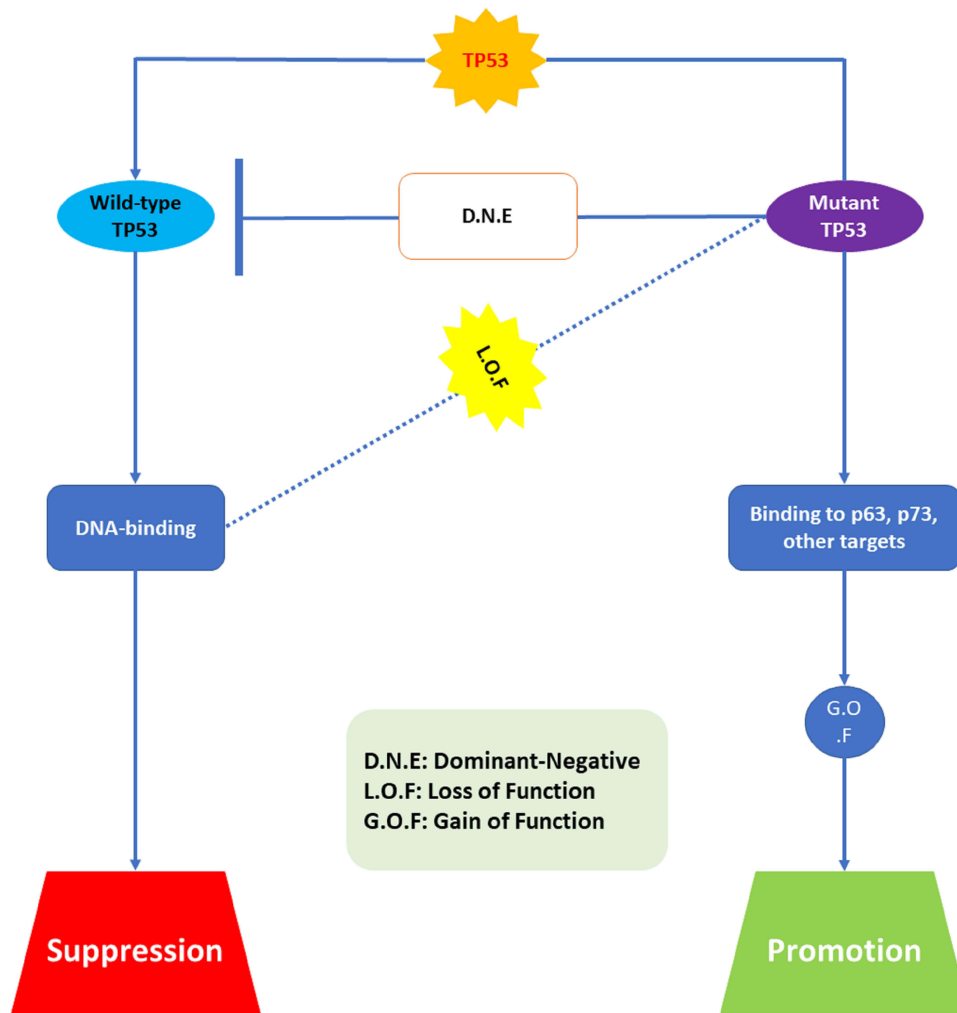 TP53
Wild-type
TP53
D.N.E
Mutant
TP53
L.O.F
DNA-binding
Binding to p63, p73,
other targets
G.O
.F
D.N.E: Dominant-Negative
L.O.F: Loss of Function
G.O.F: Gain of Function
Suppression
Promotion